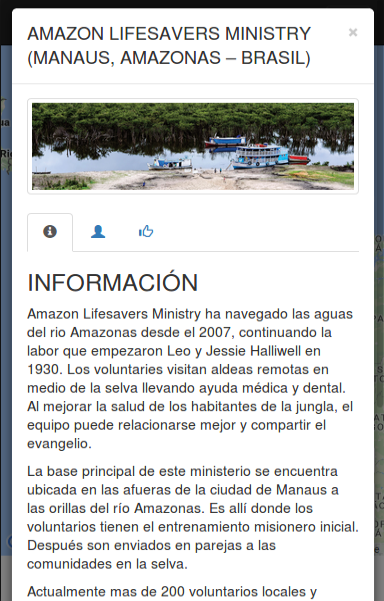 AMAZON LIFESAVERS MINISTRY
(MANAUS, AMAZONAS – BRASIL)
×
INFORMACIÓN
Amazon Lifesavers Ministry ha navegado las aguas
del rio Amazonas desde el 2007, continuando la
labor que empezaron Leo y Jessie Halliwell en
1930. Los voluntaries visitan aldeas remotas en
medio de la selva llevando ayuda médica y dental.
Al mejorar la salud de los habitantes de la jungla, el
equipo puede relacionarse mejor y compartir el
evangelio.
La base principal de este ministerio se encuentra
ubicada en las afueras de la ciudad de Manaus a
las orillas del río Amazonas. Es allí donde los
voluntarios tienen el entrenamiento misionero inicial.
Después son enviados en parejas a las
comunidades en la selva.
Actualmente mas de 200 voluntarios locales y